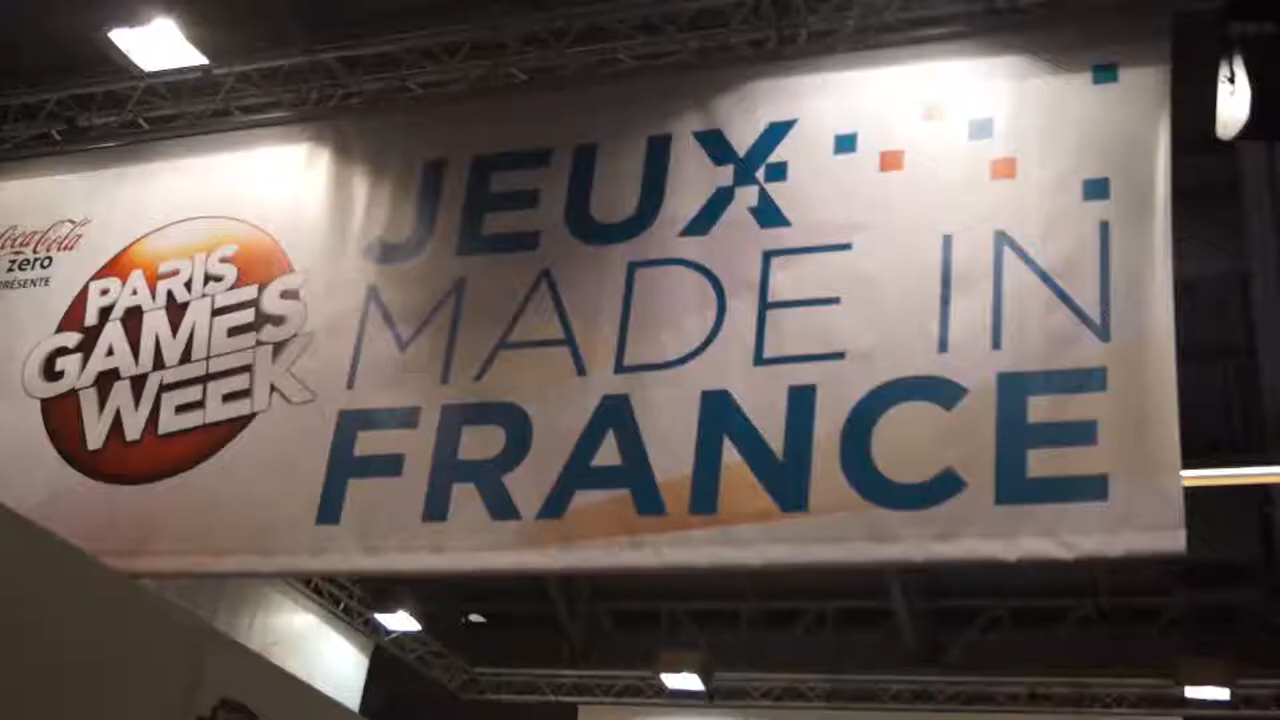 Coca-Cola
zero
PRÉSENTE
PARIS
GAMES
WEEK
JEUX
MADE IN
FRANCE